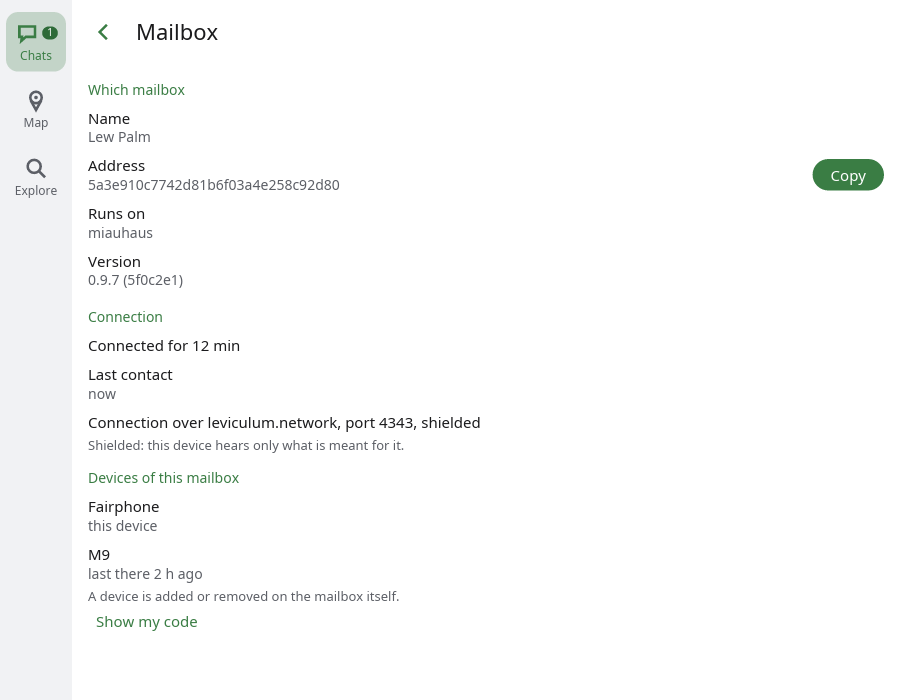 1
Chats
Map
Explore
Mailbox
Which mailbox
Name
Lew Palm
Address
5a3e910c7742d81b6f03a4e258c92d80
Copy
Runs on
miauhaus
Version
0.9.7 (5f0c2e1)
Connection
Connected for 12 min
Last contact
now
Connection over leviculum.network, port 4343, shielded
Shielded: this device hears only what is meant for it.
Devices of this mailbox
Fairphone
this device
M9
last there 2 h ago
A device is added or removed on the mailbox itself.
Show my code